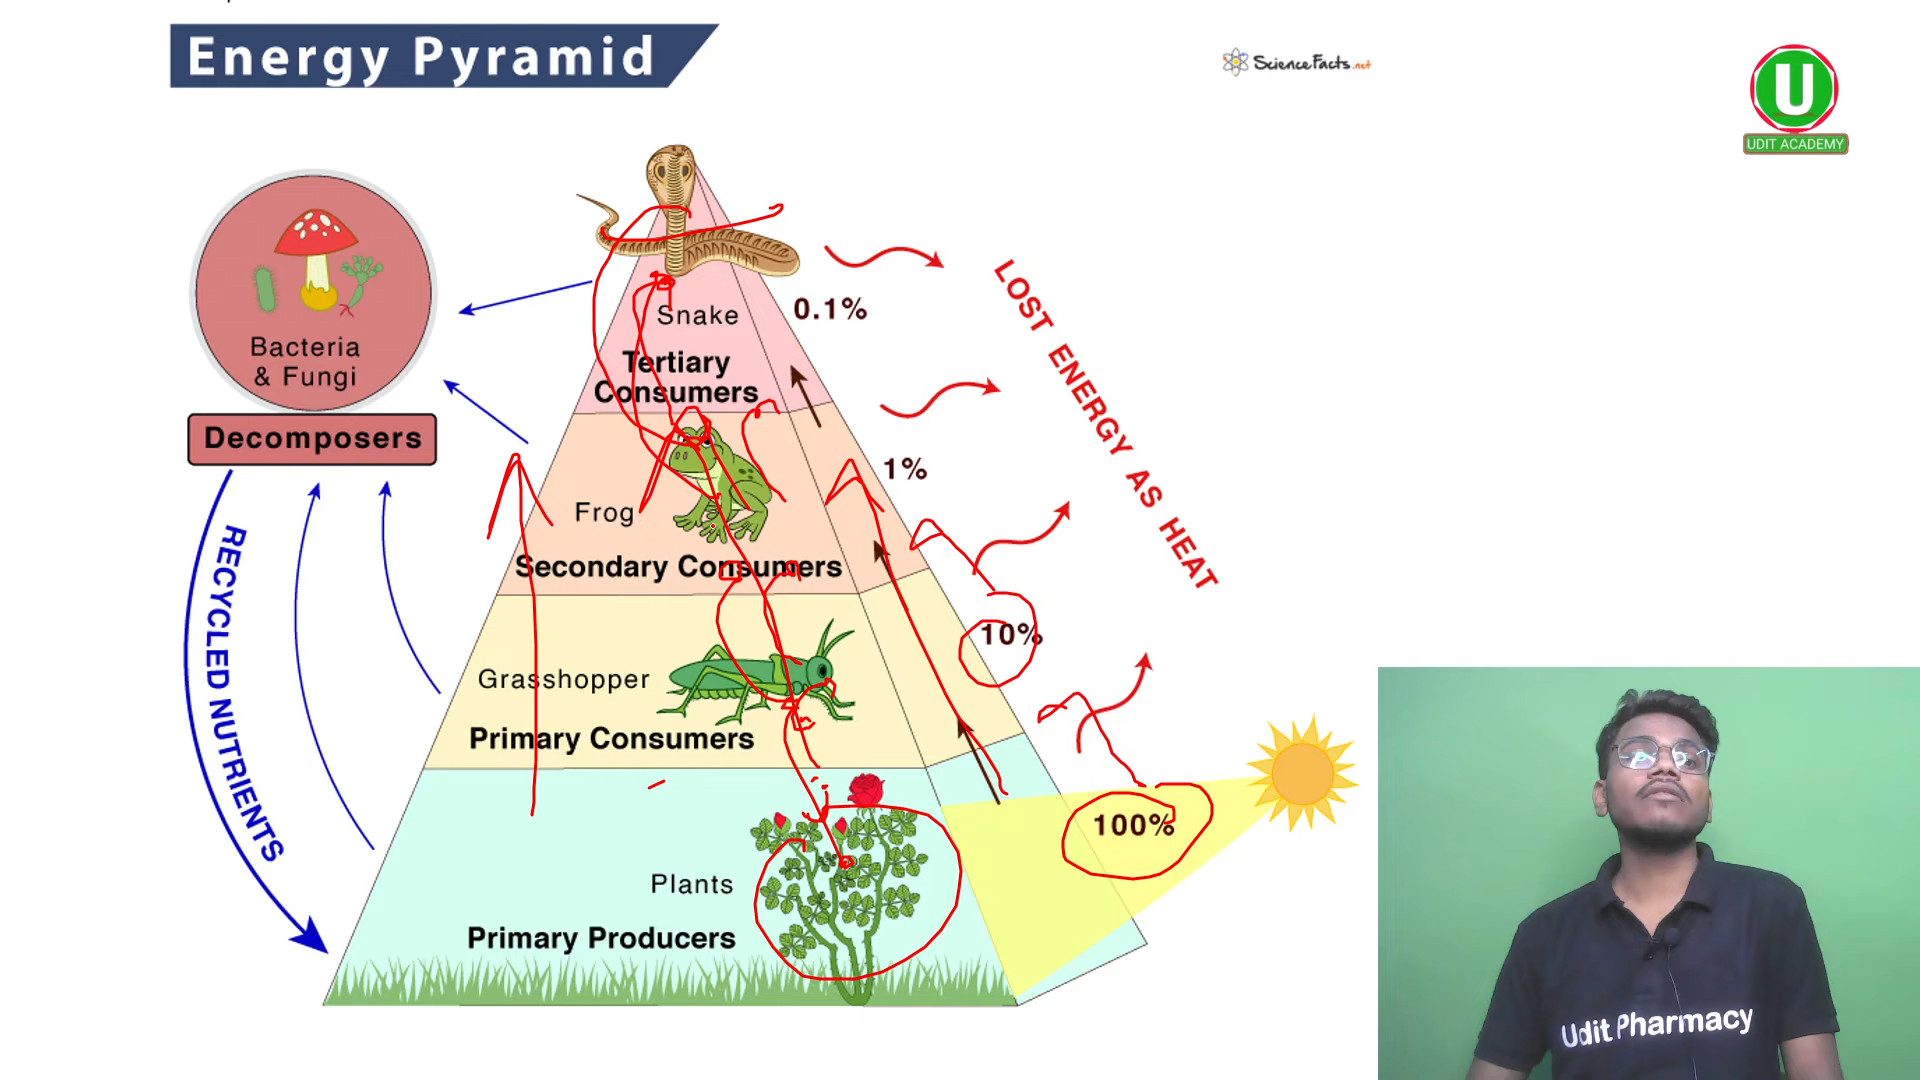 Energy Pyramid
ScienceFacts.net
U
UDIT ACADEMY
Bacteria
& Fungi
Decomposers
RECYCLED NUTRIENTS
Snake
Tertiary
Consumers
0.1%
Frog
Secondary Consumers
1%
Grasshopper
Primary Consumers
10%
Plants
Primary Producers
100%
LOST ENERGY AS HEAT
Udit Pharmacy